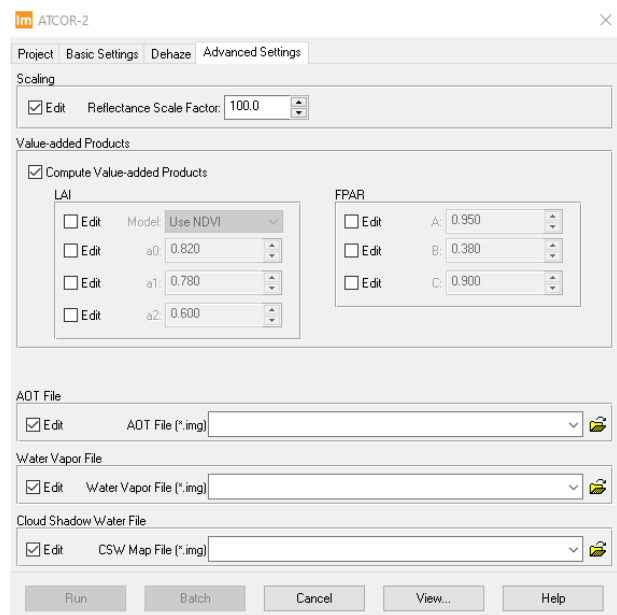 Im ATCOR-2
Project Basic Settings Dehaze Advanced Settings
Scaling
Edit Reflectance Scale Factor: 100.0
Value-added Products
Compute Value-added Products
LAI FPAR
Edit Model: Use NDVI Edit A: 0.950
Edit a0: 0.820 Edit B: 0.380
Edit a1: 0.780 Edit C: 0.900
Edit a2: 0.600
AOT File
Edit AOT File (*.img)
Water Vapor File
Edit Water Vapor File (*.img)
Cloud Shadow Water File
Edit CSW Map File (*.img)
Run Batch Cancel View... Help